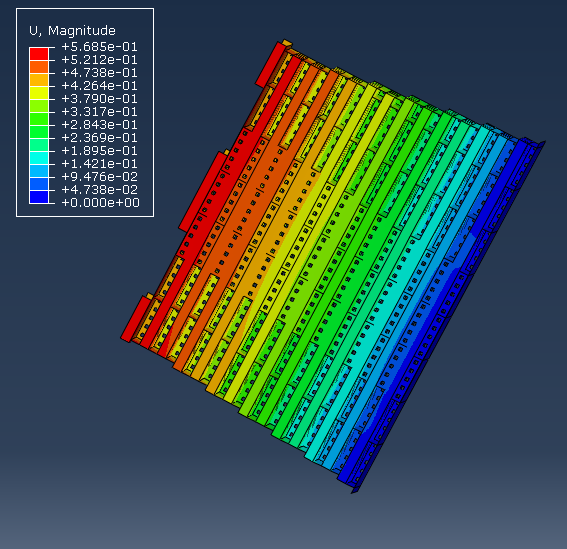 U, Magnitude
+5.685e-01
+5.212e-01
+4.738e-01
+4.264e-01
+3.790e-01
+3.317e-01
+2.843e-01
+2.369e-01
+1.895e-01
+1.421e-01
+9.476e-02
+4.738e-02
+0.000e+00